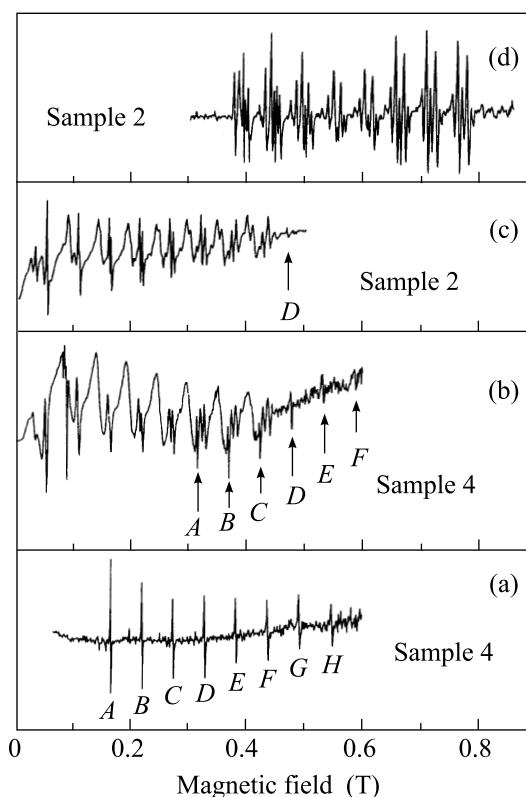 (d)
Sample 2
(c)
Sample 2
D
(b)
A B C D E F
Sample 4
(a)
Sample 4
A B C D E F G H
0 0.2 0.4 0.6 0.8
Magnetic field (T)